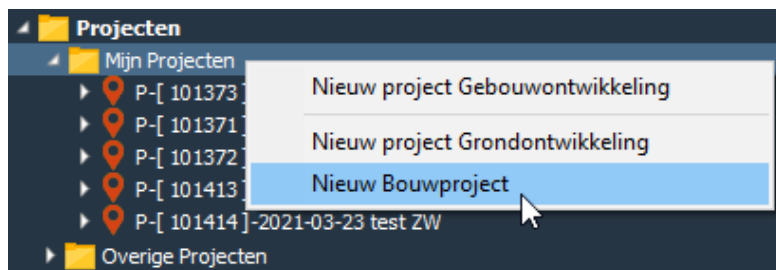 Projecten
Mijn Projecten
P-[ 101373 ]
Nieuw project Gebouwontwikkeling
P-[ 101371 ]
Nieuw project Grondontwikkeling
P-[ 101372 ]
P-[ 101413 ]
Nieuw Bouwproject
P-[ 101414 ]-2021-03-23 test ZW
Overige Projecten